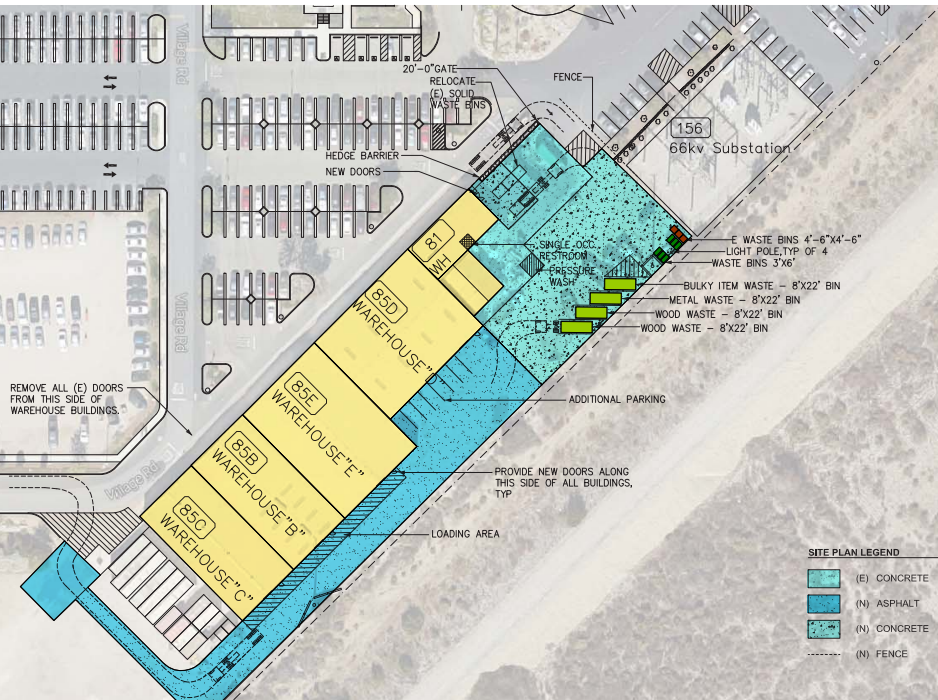 Village Rd
20'-0"GATE
RELOCATE
(E) SOLID
WASTE BINS
FENCE
156
66kv Substation
HEDGE BARRIER
NEW DOORS
81
WH
SINGLE OCC.
RESTROOM
PRESSURE
WASH
E WASTE BINS 4'-6"X4'-6"
LIGHT POLE,TYP OF 4
WASTE BINS 3'X6'
BULKY ITEM WASTE - 8'X22' BIN
METAL WASTE - 8'X22' BIN
WOOD WASTE - 8'X22' BIN
WOOD WASTE - 8'X22' BIN
Village Rd
85D
WAREHOUSE"D"
REMOVE ALL (E) DOORS
FROM THIS SIDE OF
WAREHOUSE BUILDINGS.
ADDITIONAL PARKING
85E
WAREHOUSE"E"
85B
WAREHOUSE"B"
PROVIDE NEW DOORS ALONG
THIS SIDE OF ALL BUILDINGS,
TYP
Village Rd
85C
WAREHOUSE"C"
LOADING AREA
SITE PLAN LEGEND
(E) CONCRETE
(N) ASPHALT
(N) CONCRETE
(N) FENCE